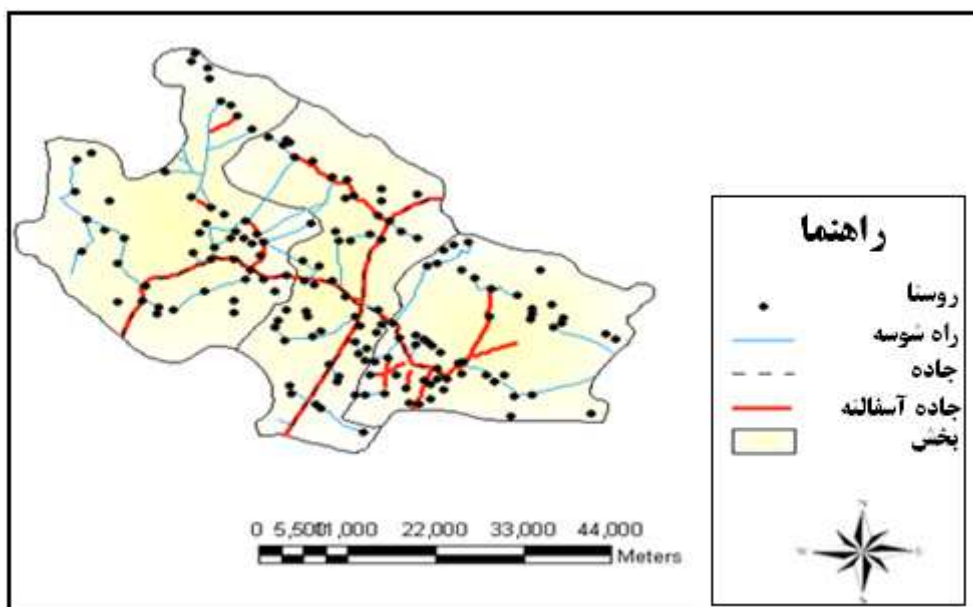 راهنما
روستا
راه شوسه
جاده
جاده آسفالته
بخش
0 5,500 11,000 22,000 33,000 44,000
Meters